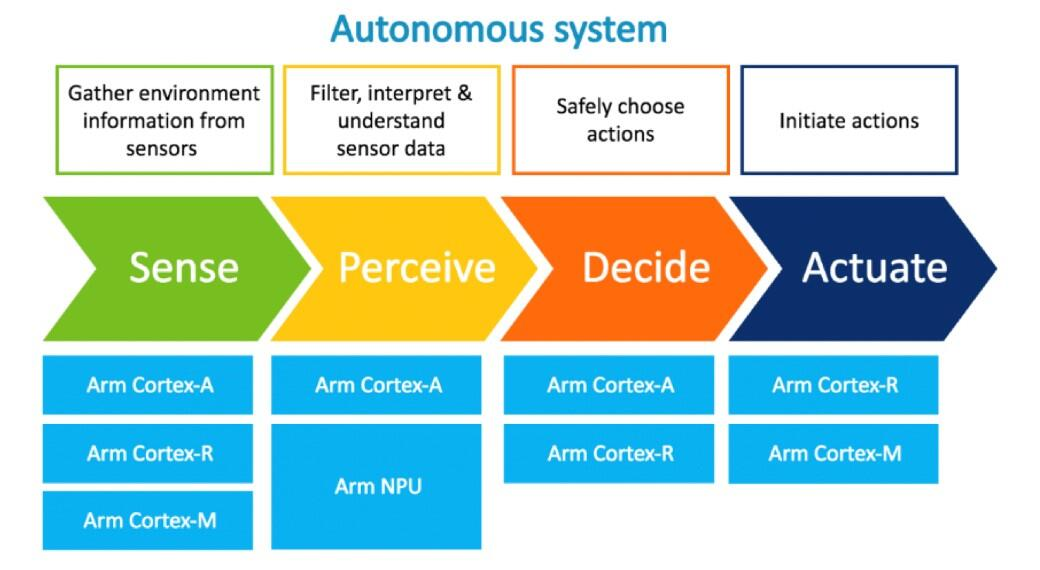 Autonomous system
Gather environment
information from
sensors
Filter, interpret &
understand
sensor data
Safely choose
actions
Initiate actions
Sense
Perceive
Decide
Actuate
Arm Cortex-A
Arm Cortex-R
Arm Cortex-M
Arm Cortex-A
Arm NPU
Arm Cortex-A
Arm Cortex-R
Arm Cortex-R
Arm Cortex-M